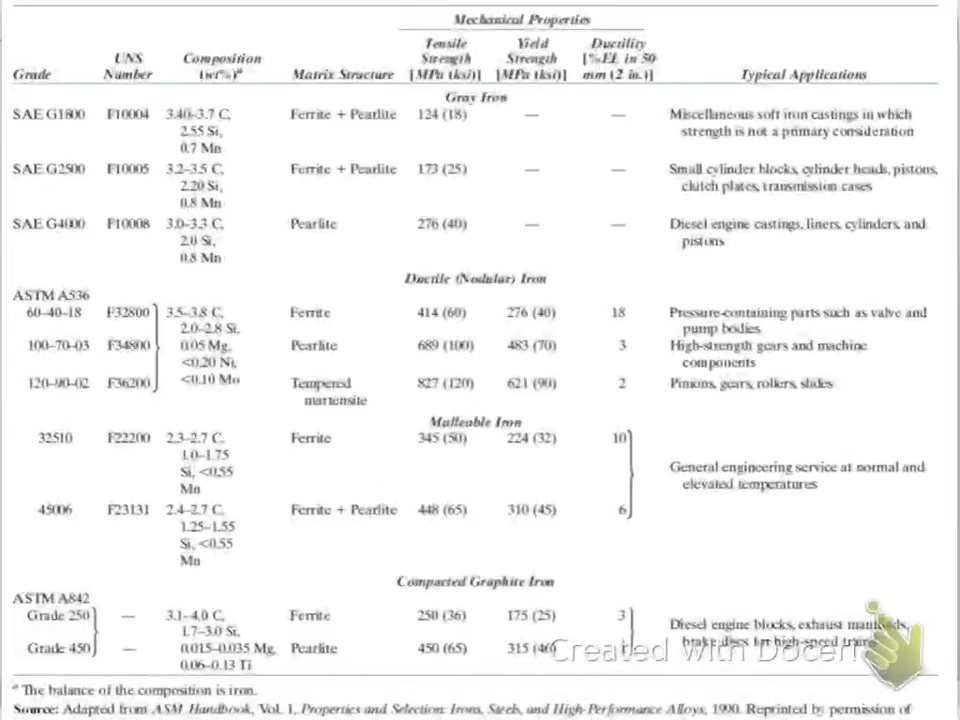 Mechanical Properties
Tensile Yield Ductility
UNS Composition Strength Strength [%EL in 50
Grade Number (wt%)ᵃ Matrix Structure [MPa (ksi)] [MPa (ksi)] mm (2 in.)] Typical Applications
Gray Iron
SAE G1800 F10004 3.40–3.7 C, Ferrite + Pearlite 124 (18) — — Miscellaneous soft iron castings in which
2.55 Si, strength is not a primary consideration
0.7 Mn
SAE G2500 F10005 3.2–3.5 C, Ferrite + Pearlite 173 (25) — — Small cylinder blocks, cylinder heads, pistons,
2.20 Si, clutch plates, transmission cases
0.8 Mn
SAE G4000 F10008 3.0–3.3 C, Pearlite 276 (40) — — Diesel engine castings, liners, cylinders, and
2.0 Si, pistons
0.8 Mn
Ductile (Nodular) Iron
ASTM A536
60–40–18 F32800 3.5–3.8 C, Ferrite 414 (60) 276 (40) 18 Pressure-containing parts such as valve and
2.0–2.8 Si, pump bodies
100–70–03 F34800 0.05 Mg, Pearlite 689 (100) 483 (70) 3 High-strength gears and machine
<0.20 Ni, components
120–90–02 F36200 <0.10 Mo Tempered 827 (120) 621 (90) 2 Pinions, gears, rollers, slides
martensite
Malleable Iron
32510 F22200 2.3–2.7 C, Ferrite 345 (50) 224 (32) 10
1.0–1.75 General engineering service at normal and
Si, <0.55 elevated temperatures
Mn
45006 F23131 2.4–2.7 C, Ferrite + Pearlite 448 (65) 310 (45) 6
1.25–1.55
Si, <0.55
Mn
Compacted Graphite Iron
ASTM A842
Grade 250 — 3.1–4.0 C, Ferrite 250 (36) 175 (25) 3 Diesel engine blocks, exhaust
1.7–3.0 Si, brake discs for high-speed trains
Grade 450 — 0.015–0.035 Mg, Pearlite 450 (65) 315 (46)
0.06–0.13 Ti
Created with
ᵃ The balance of the composition is iron.
Source: Adapted from ASM Handbook, Vol. 1, Properties and Selection: Irons, Steels, and High-Performance Alloys, 1990. Reprinted by permission of